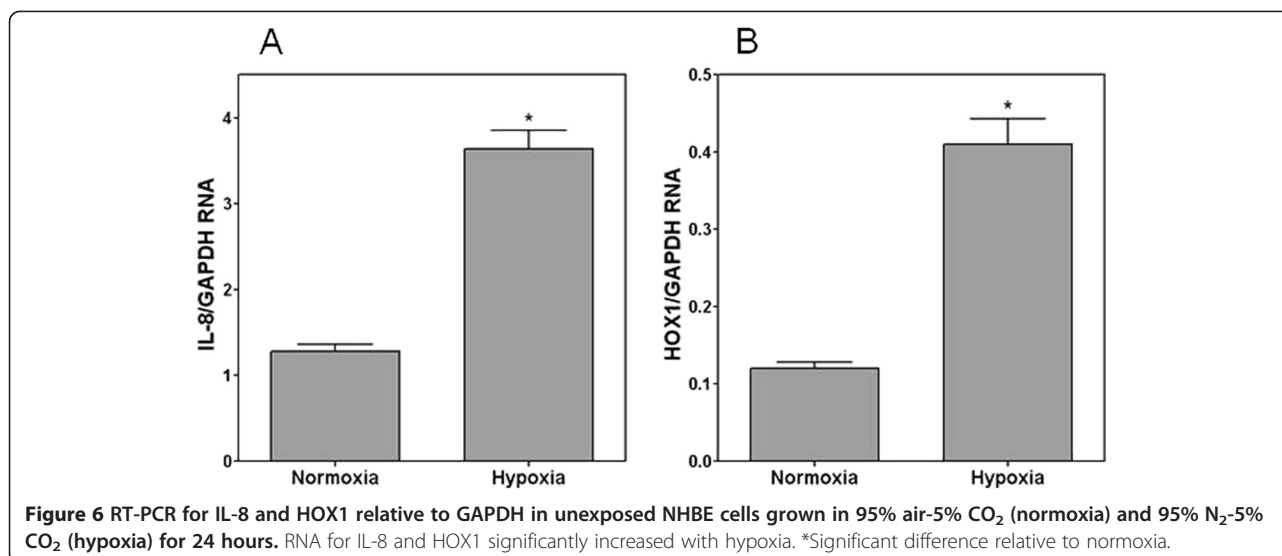 A
IL-8/GAPDH RNA
4
3
2
1
0
*
Normoxia
Hypoxia
B
HOX1/GAPDH RNA
0.5
0.4
0.3
0.2
0.1
0.0
*
Normoxia
Hypoxia
Figure 6 RT-PCR for IL-8 and HOX1 relative to GAPDH in unexposed NHBE cells grown in 95% air-5% CO₂ (normoxia) and 95% N₂-5%
CO₂ (hypoxia) for 24 hours. RNA for IL-8 and HOX1 significantly increased with hypoxia. *Significant difference relative to normoxia.